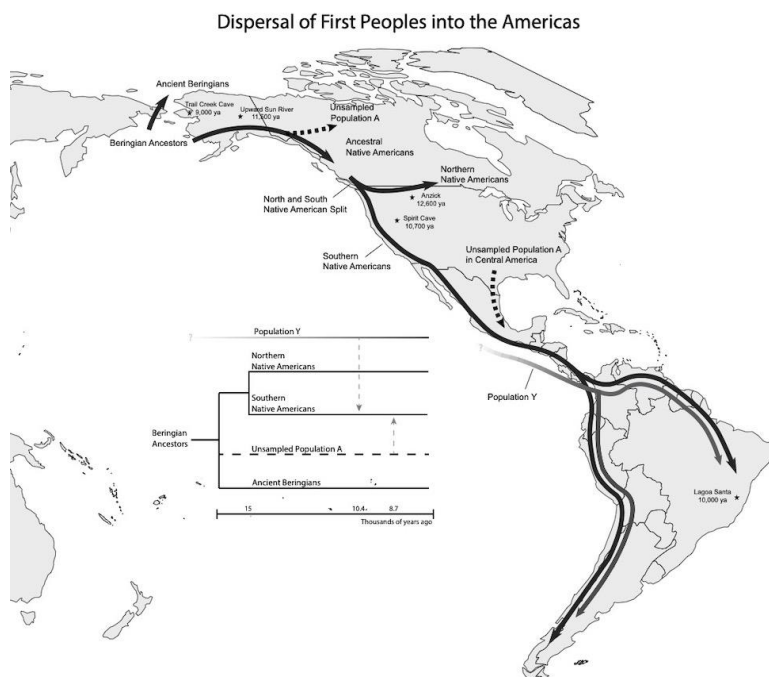 Dispersal of First Peoples into the Americas
Ancient Beringians
Trail Creek Cave
9,000 ya
Upward Sun River
11,500 ya
Unsampled
Population A
Beringian Ancestors
Ancestral
Native Americans
Northern
Native Americans
North and South
Native American Split
Anzick
12,600 ya
Spirit Cave
10,700 ya
Southern
Native Americans
Unsampled Population A
in Central America
Population Y
Lagoa Santa
10,000 ya
?
Population Y
Northern
Native Americans
Southern
Native Americans
Beringian
Ancestors
Unsampled Population A
Ancient Beringians
15 10.4 8.7
Thousands of years ago